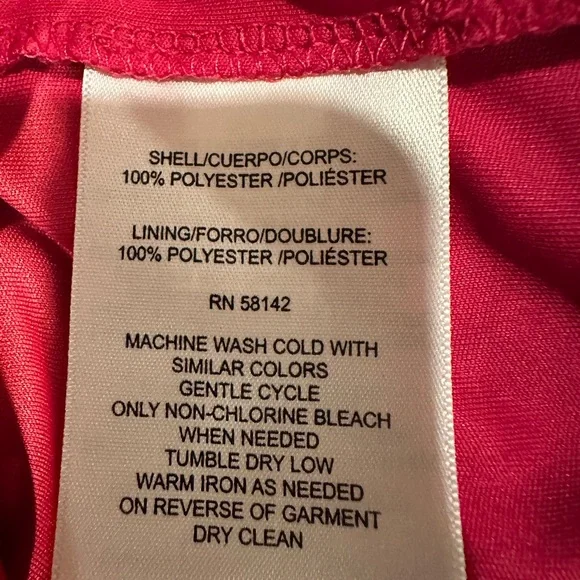 SHELL/CUERPO/CORPS:
100% POLYESTER /POLIÉSTER
LINING/FORRO/DOUBLURE:
100% POLYESTER /POLIÉSTER
RN 58142
MACHINE WASH COLD WITH
SIMILAR COLORS
GENTLE CYCLE
ONLY NON-CHLORINE BLEACH
WHEN NEEDED
TUMBLE DRY LOW
WARM IRON AS NEEDED
ON REVERSE OF GARMENT
DRY CLEAN